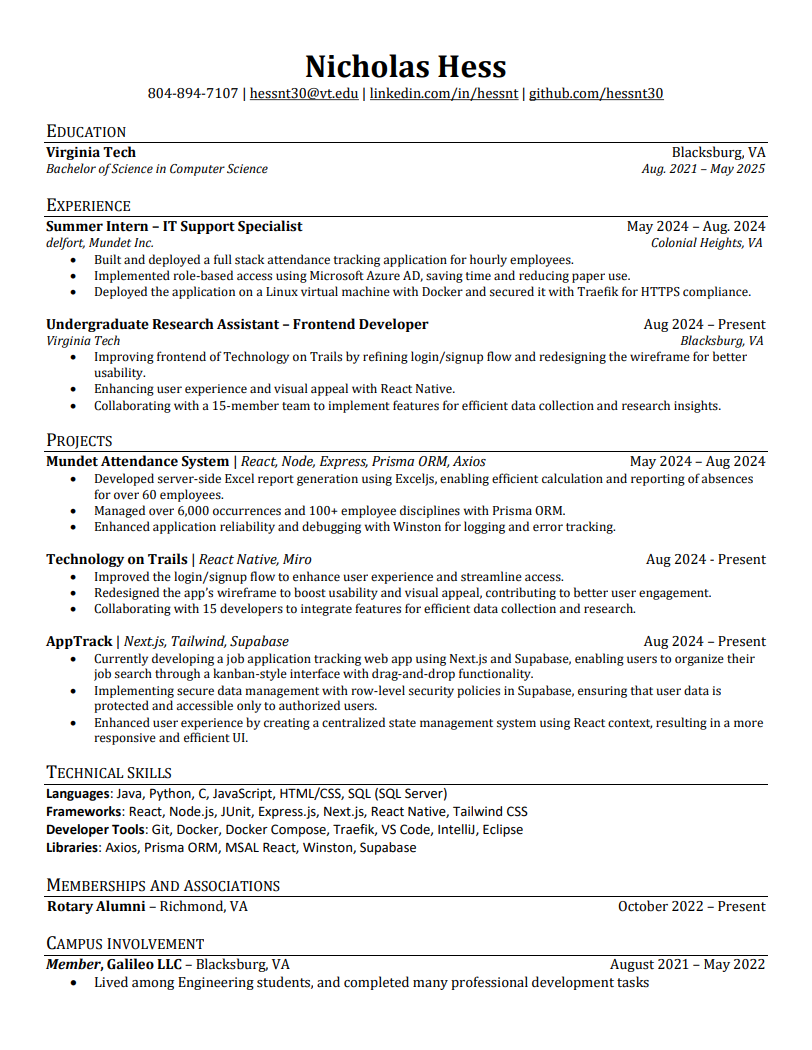 Nicholas Hess
804-894-7107 | hessnt30@vt.edu | linkedin.com/in/hessnt | github.com/hessnt30
EDUCATION
Virginia Tech Blacksburg, VA
Bachelor of Science in Computer Science Aug. 2021 – May 2025
EXPERIENCE
Summer Intern – IT Support Specialist May 2024 – Aug. 2024
delfort, Mundet Inc. Colonial Heights, VA
• Built and deployed a full stack attendance tracking application for hourly employees.
• Implemented role-based access using Microsoft Azure AD, saving time and reducing paper use.
• Deployed the application on a Linux virtual machine with Docker and secured it with Traefik for HTTPS compliance.
Undergraduate Research Assistant – Frontend Developer Aug 2024 – Present
Virginia Tech Blacksburg, VA
• Improving frontend of Technology on Trails by refining login/signup flow and redesigning the wireframe for better
usability.
• Enhancing user experience and visual appeal with React Native.
• Collaborating with a 15-member team to implement features for efficient data collection and research insights.
PROJECTS
Mundet Attendance System | React, Node, Express, Prisma ORM, Axios May 2024 – Aug 2024
• Developed server-side Excel report generation using Exceljs, enabling efficient calculation and reporting of absences
for over 60 employees.
• Managed over 6,000 occurrences and 100+ employee disciplines with Prisma ORM.
• Enhanced application reliability and debugging with Winston for logging and error tracking.
Technology on Trails | React Native, Miro Aug 2024 - Present
• Improved the login/signup flow to enhance user experience and streamline access.
• Redesigned the app's wireframe to boost usability and visual appeal, contributing to better user engagement.
• Collaborating with 15 developers to integrate features for efficient data collection and research.
AppTrack | Next.js, Tailwind, Supabase Aug 2024 – Present
• Currently developing a job application tracking web app using Next.js and Supabase, enabling users to organize their
job search through a kanban-style interface with drag-and-drop functionality.
• Implementing secure data management with row-level security policies in Supabase, ensuring that user data is
protected and accessible only to authorized users.
• Enhanced user experience by creating a centralized state management system using React context, resulting in a more
responsive and efficient UI.
TECHNICAL SKILLS
Languages: Java, Python, C, JavaScript, HTML/CSS, SQL (SQL Server)
Frameworks: React, Node.js, JUnit, Express.js, Next.js, React Native, Tailwind CSS
Developer Tools: Git, Docker, Docker Compose, Traefik, VS Code, IntelliJ, Eclipse
Libraries: Axios, Prisma ORM, MSAL React, Winston, Supabase
MEMBERSHIPS AND ASSOCIATIONS
Rotary Alumni – Richmond, VA October 2022 – Present
CAMPUS INVOLVEMENT
Member, Galileo LLC – Blacksburg, VA August 2021 – May 2022
• Lived among Engineering students, and completed many professional development tasks